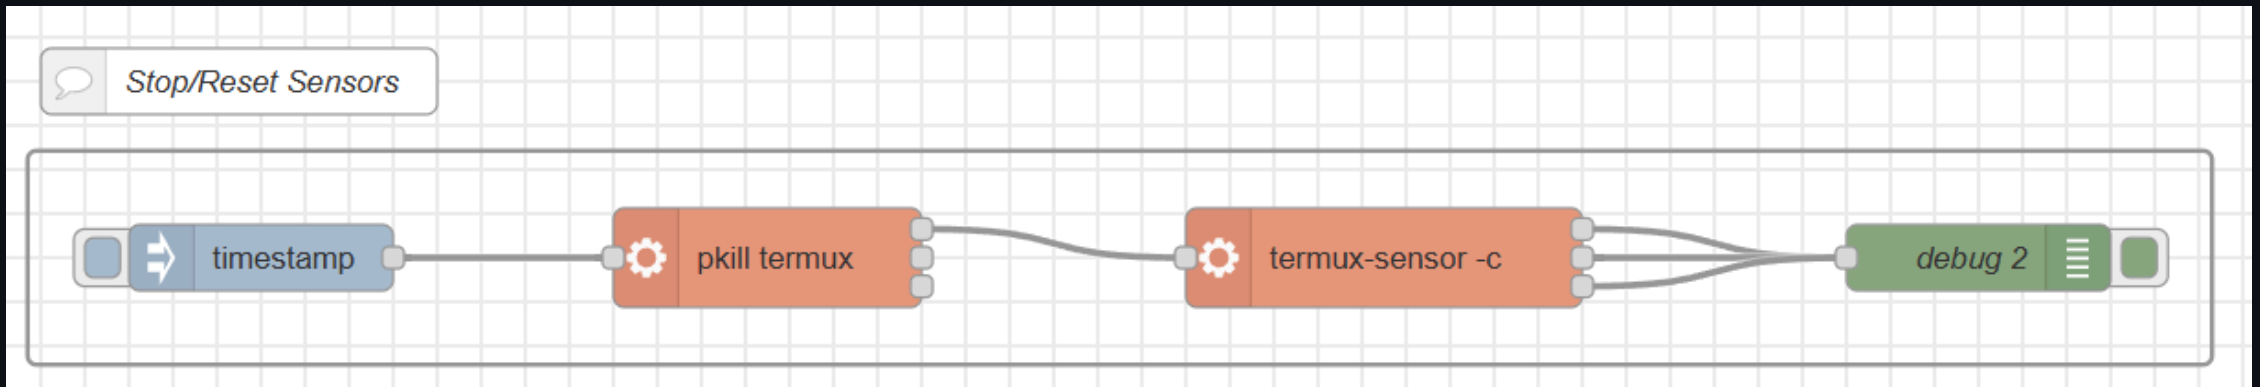 Stop/Reset Sensors
timestamp
pkill termux
termux-sensor -c
debug 2